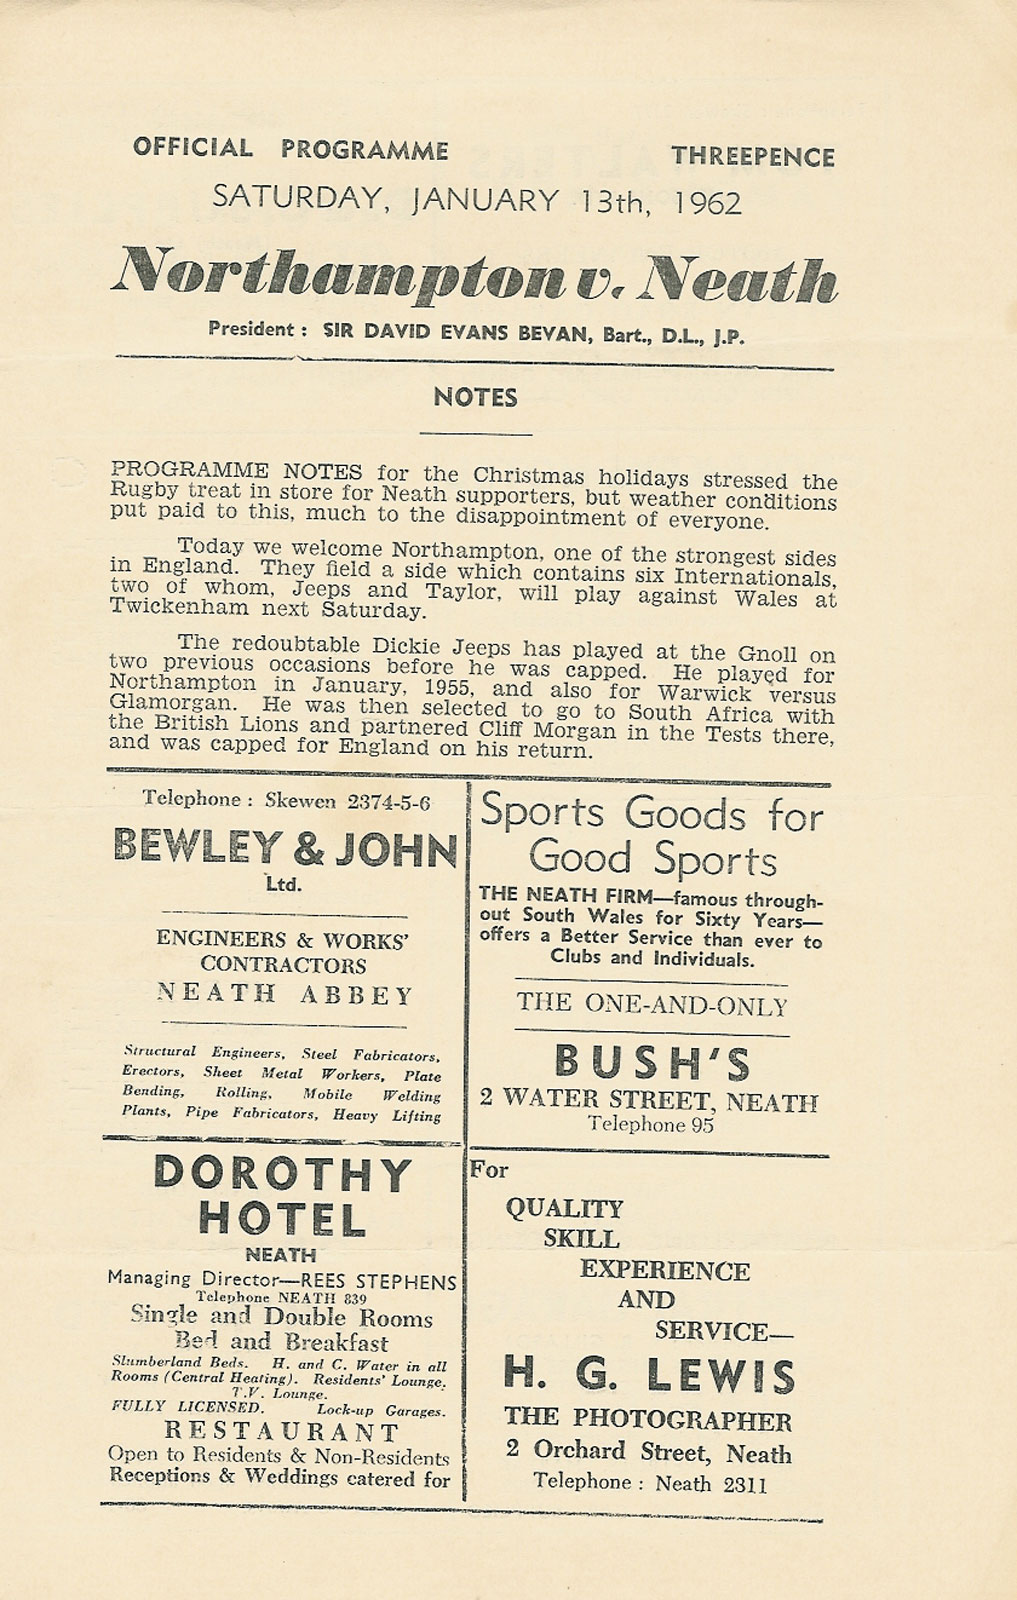 OFFICIAL PROGRAMME THREEPENCE
SATURDAY, JANUARY 13th, 1962
Northampton v. Neath
President : SIR DAVID EVANS BEVAN, Bart., D.L., J.P.
NOTES
PROGRAMME NOTES for the Christmas holidays stressed the
Rugby treat in store for Neath supporters, but weather conditions
put paid to this, much to the disappointment of everyone.
Today we welcome Northampton, one of the strongest sides
in England. They field a side which contains six Internationals,
two of whom, Jeeps and Taylor, will play against Wales at
Twickenham next Saturday.
The redoubtable Dickie Jeeps has played at the Gnoll on
two previous occasions before he was capped. He played for
Northampton in January, 1955, and also for Warwick versus
Glamorgan. He was then selected to go to South Africa with
the British Lions and partnered Cliff Morgan in the Tests there,
and was capped for England on his return.
Telephone : Skewen 2374-5-6
BEWLEY & JOHN
Ltd.
ENGINEERS & WORKS'
CONTRACTORS
NEATH ABBEY
Structural Engineers, Steel Fabricators,
Erectors, Sheet Metal Workers, Plate
Bending, Rolling, Mobile Welding
Plants, Pipe Fabricators, Heavy Lifting
Sports Goods for
Good Sports
THE NEATH FIRM—famous through-
out South Wales for Sixty Years—
offers a Better Service than ever to
Clubs and Individuals.
THE ONE-AND-ONLY
BUSH'S
2 WATER STREET, NEATH
Telephone 95
DOROTHY
HOTEL
NEATH
Managing Director—REES STEPHENS
Telephone NEATH 839
Single and Double Rooms
Bed and Breakfast
Slumberland Beds. H. and C. Water in all
Rooms (Central Heating). Residents' Lounge.
T.V. Lounge.
FULLY LICENSED. Lock-up Garages.
RESTAURANT
Open to Residents & Non-Residents
Receptions & Weddings catered for
For
QUALITY
SKILL
EXPERIENCE
AND
SERVICE—
H. G. LEWIS
THE PHOTOGRAPHER
2 Orchard Street, Neath
Telephone : Neath 2311